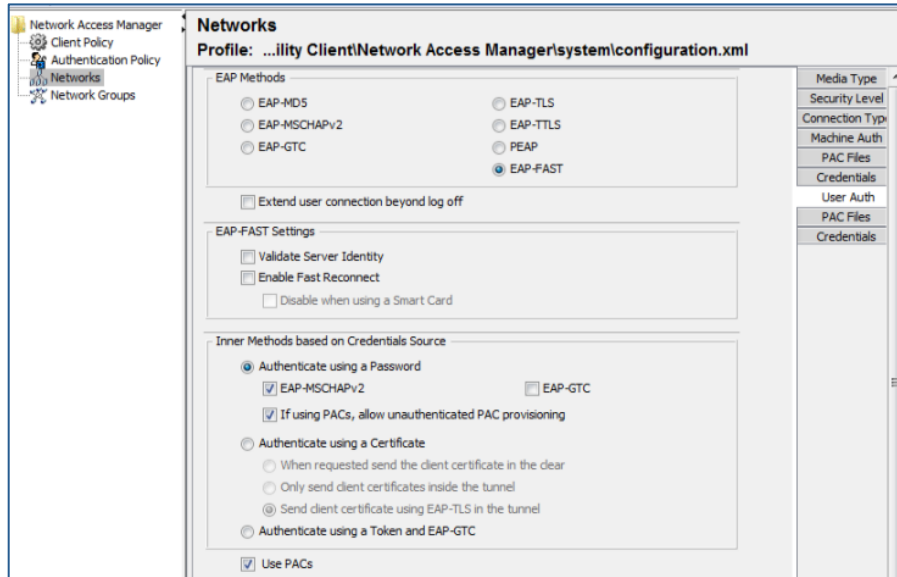 Network Access Manager
Client Policy
Authentication Policy
Networks
Network Groups
Networks
Profile: ...ility Client\Network Access Manager\system\configuration.xml
EAP Methods
EAP-MD5
EAP-TLS
EAP-MSCHAPv2
EAP-TTLS
EAP-GTC
PEAP
EAP-FAST
Extend user connection beyond log off
EAP-FAST Settings
Validate Server Identity
Enable Fast Reconnect
Disable when using a Smart Card
Inner Methods based on Credentials Source
Authenticate using a Password
EAP-MSCHAPv2
EAP-GTC
If using PACs, allow unauthenticated PAC provisioning
Authenticate using a Certificate
When requested send the client certificate in the clear
Only send client certificates inside the tunnel
Send client certificate using EAP-TLS in the tunnel
Authenticate using a Token and EAP-GTC
Use PACs
Media Type
Security Level
Connection Type
Machine Auth
PAC Files
Credentials
User Auth
PAC Files
Credentials